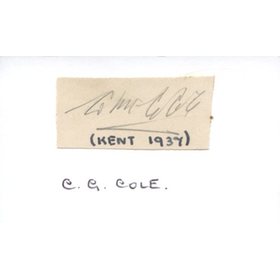 (KENT 1937)
C. G. COLE.